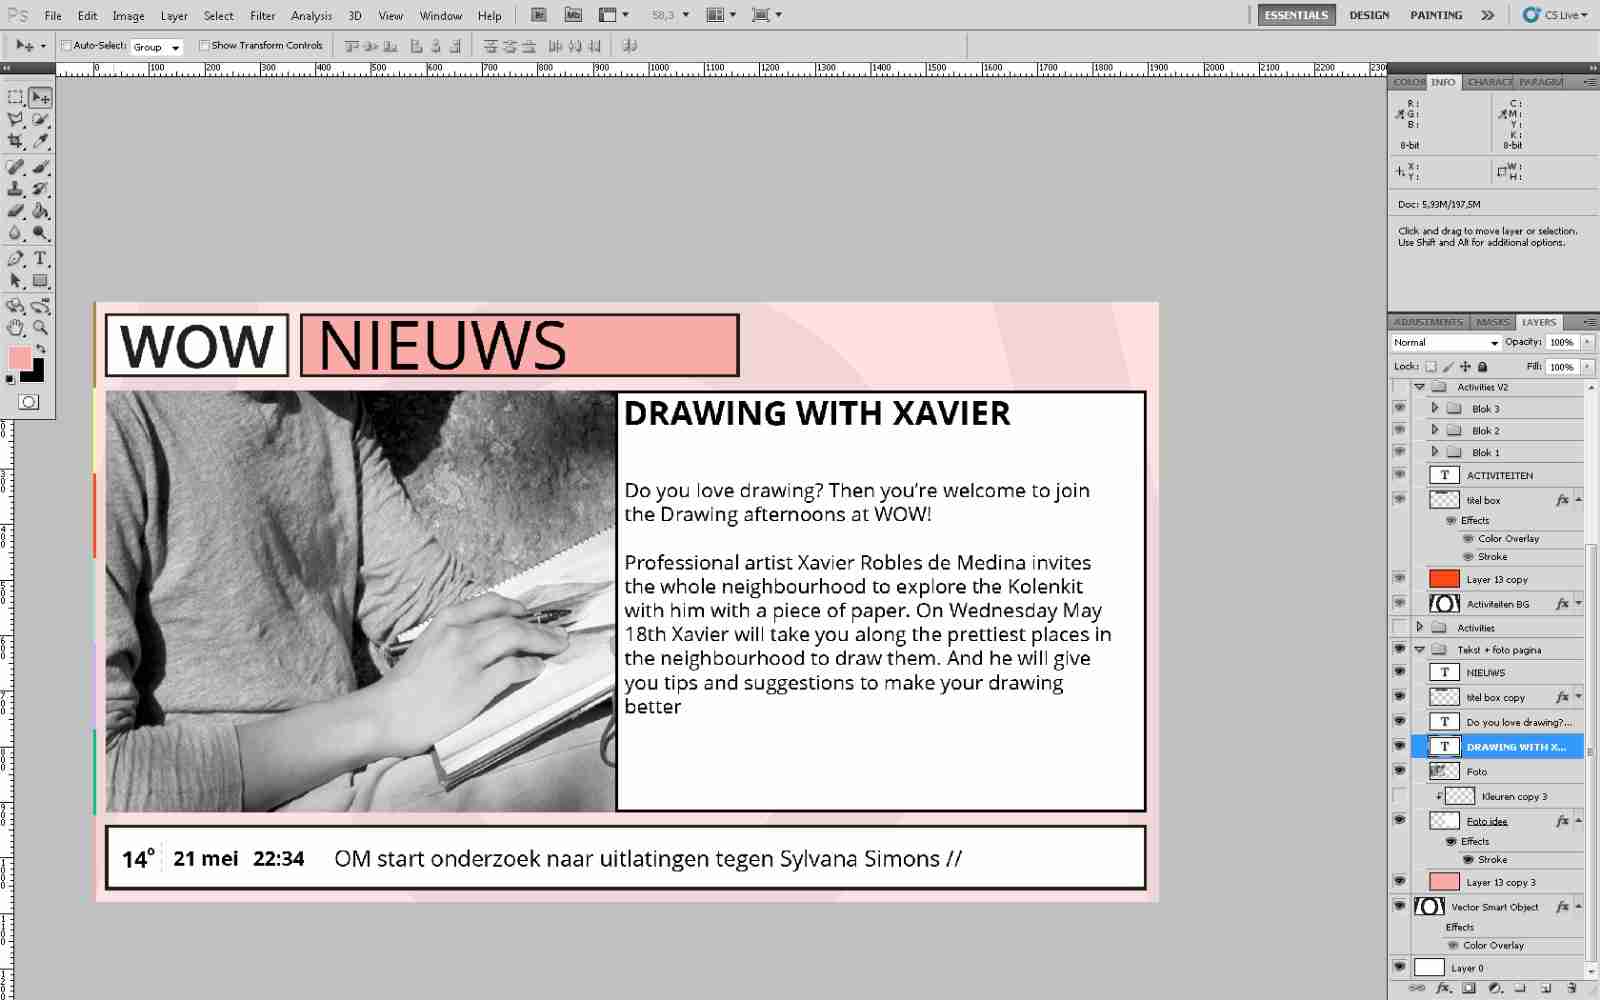 Ps File Edit Image Layer Select Filter Analysis 3D View Window Help Br Mb 58,3 ESSENTIALS DESIGN PAINTING CS Live
Auto-Select: Group Show Transform Controls
0 100 200 300 400 500 600 700 800 900 1000 1100 1200 1300 1400 1500 1600 1700 1800 1900 2000 2100 2200 2300
COLOR INFO CHARACT PARAGRA
R: C:
G: M:
B: Y:
K:
8-bit 8-bit
X: W:
Y: H:
Doc: 5,93M/197,5M
Click and drag to move layer or selection.
Use Shift and Alt for additional options.
WOW NIEUWS
DRAWING WITH XAVIER
Do you love drawing? Then you're welcome to join
the Drawing afternoons at WOW!
Professional artist Xavier Robles de Medina invites
the whole neighbourhood to explore the Kolenkit
with him with a piece of paper. On Wednesday May
18th Xavier will take you along the prettiest places in
the neighbourhood to draw them. And he will give
you tips and suggestions to make your drawing
better
14° 21 mei 22:34 OM start onderzoek naar uitlatingen tegen Sylvana Simons //
ADJUSTMENTS MASKS LAYERS
Normal Opacity: 100%
Lock: Fill: 100%
Activities V2
Blok 3
Blok 2
Blok 1
T ACTIVITEITEN
titel box fx
Effects
Color Overlay
Stroke
Layer 13 copy
Activiteiten BG fx
Activities
Tekst + foto pagina
T NIEUWS
titel box copy fx
T Do you love drawing?...
T DRAWING WITH X...
Foto
Kleuren copy 3
Foto idee fx
Effects
Stroke
Layer 13 copy 3
Vector Smart Object fx
Effects
Color Overlay
Layer 0